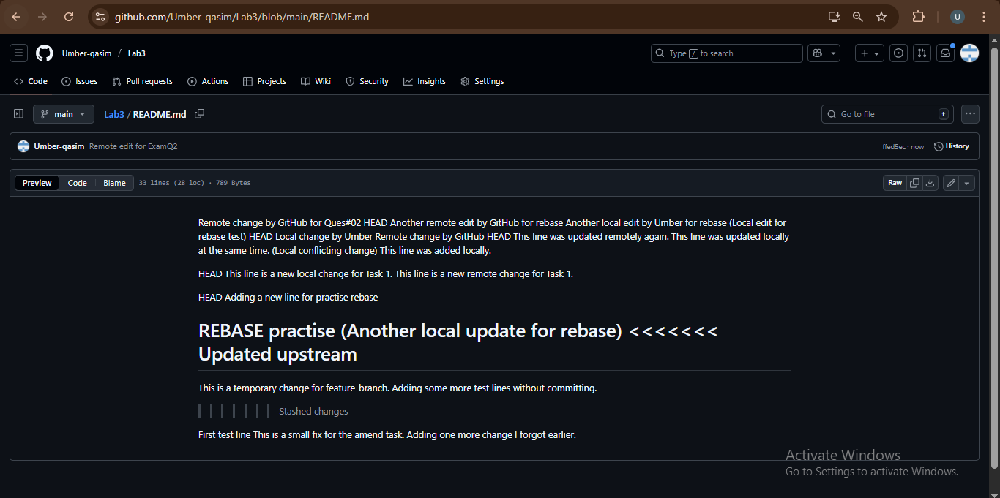 github.com/Umber-qasim/Lab3/blob/main/README.md
U
Umber-qasim / Lab3
Type / to search
Code Issues Pull requests Actions Projects Wiki Security Insights Settings
main
Lab3 / README.md
Go to file t
Umber-qasim Remote edit for ExamQ2
ffed5ec · now History
Preview Code Blame 33 lines (28 loc) · 789 Bytes
Raw
Remote change by GitHub for Ques#02 HEAD Another remote edit by GitHub for rebase Another local edit by Umber for rebase (Local edit for
rebase test) HEAD Local change by Umber Remote change by GitHub HEAD This line was updated remotely again. This line was updated locally
at the same time. (Local conflicting change) This line was added locally.
HEAD This line is a new local change for Task 1. This line is a new remote change for Task 1.
HEAD Adding a new line for practise rebase
REBASE practise (Another local update for rebase) <<<<<<<
Updated upstream
This is a temporary change for feature-branch. Adding some more test lines without committing.
Stashed changes
First test line This is a small fix for the amend task. Adding one more change I forgot earlier.
Activate Windows
Go to Settings to activate Windows.